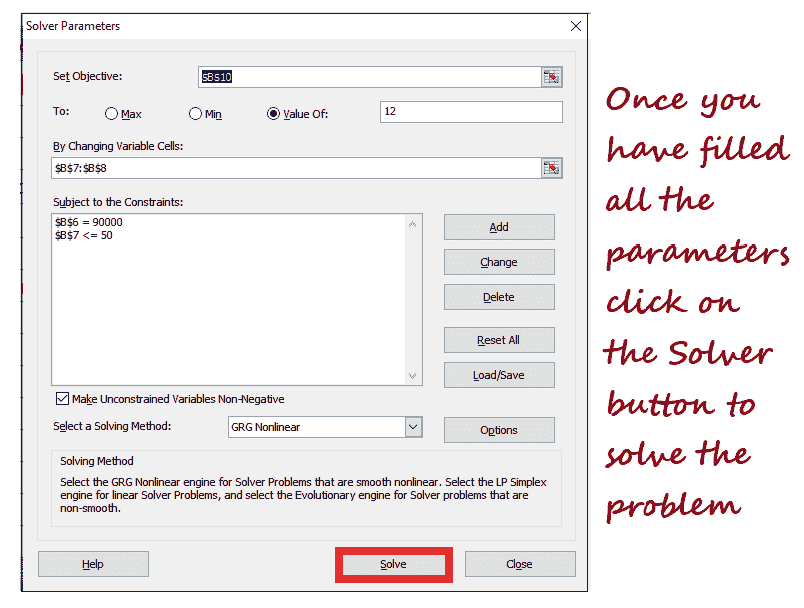 Solver Parameters
Set Objective:
$B$10
To:
Max
Min
Value Of:
12
By Changing Variable Cells:
$B$7:$B$8
Subject to the Constraints:
$B$6 = 90000
$B$7 <= 50
Add
Change
Delete
Reset All
Load/Save
Make Unconstrained Variables Non-Negative
Select a Solving Method:
GRG Nonlinear
Options
Solving Method
Select the GRG Nonlinear engine for Solver Problems that are smooth nonlinear. Select the LP Simplex
engine for linear Solver Problems, and select the Evolutionary engine for Solver problems that are
non-smooth.
Help
Solve
Close
Once you
have filled
all the
parameters
click on
the Solver
button to
solve the
problem